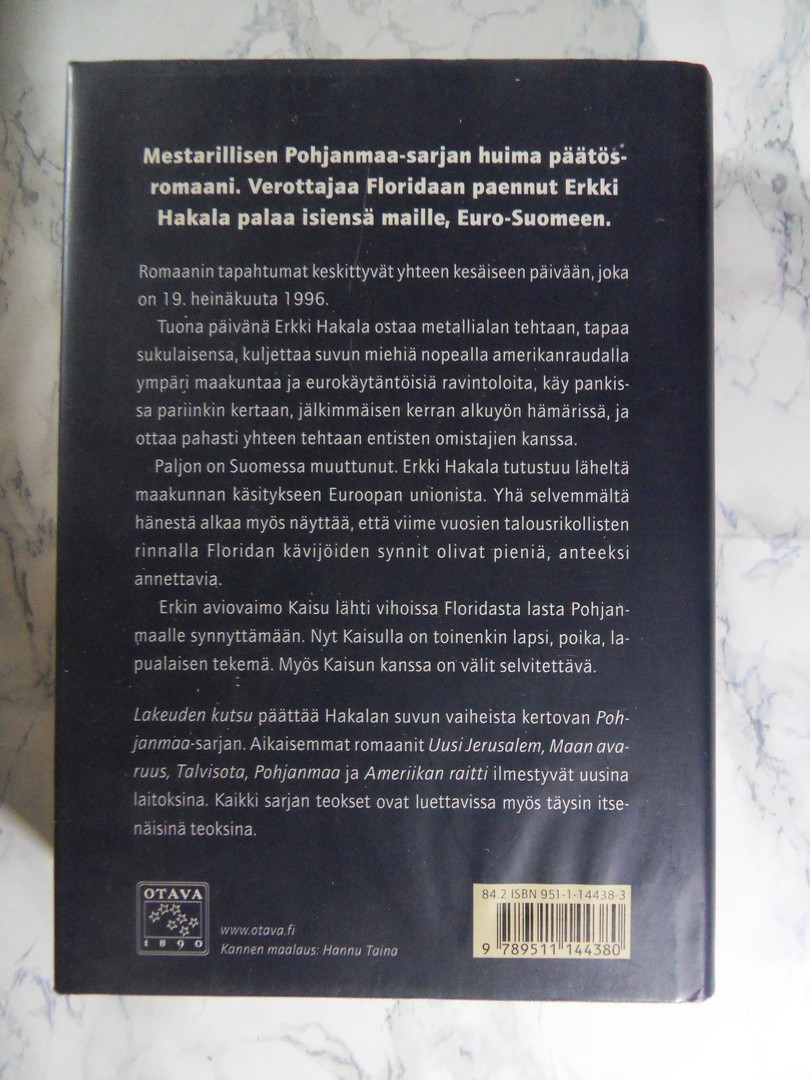 Mestarillisen Pohjanmaa-sarjan huima päätös-
romaani. Verottajaa Floridaan paennut Erkki
Hakala palaa isiensä maille, Euro-Suomeen.
Romaanin tapahtumat keskittyvät yhteen kesäiseen päivään, joka
on 19. heinäkuuta 1996.
Tuona päivänä Erkki Hakala ostaa metallialan tehtaan, tapaa
sukulaisensa, kuljettaa suvun miehiä nopealla amerikanraudalla
ympäri maakuntaa ja eurokäytäntöisiä ravintoloita, käy pankis-
sa pariinkin kertaan, jälkimmäisen kerran alkuyön hämärissä, ja
ottaa pahasti yhteen tehtaan entisten omistajien kanssa.
Paljon on Suomessa muuttunut. Erkki Hakala tutustuu läheltä
maakunnan käsitykseen Euroopan unionista. Yhä selvemmältä
hänestä alkaa myös näyttää, että viime vuosien talousrikollisten
rinnalla Floridan kävijöiden synnit olivat pieniä, anteeksi
annettavia.
Erkin aviovaimo Kaisu lähti vihoissa Floridasta lasta Pohjan-
maalle synnyttämään. Nyt Kaisulla on toinenkin lapsi, poika, la-
pualaisen tekemä. Myös Kaisun kanssa on välit selvitettävä.
Lakeuden kutsu päättää Hakalan suvun vaiheista kertovan Poh-
janmaa-sarjan. Aikaisemmat romaanit Uusi Jerusalem, Maan ava-
ruus, Talvisota, Pohjanmaa ja Ameriikan raitti ilmestyvät uusina
laitoksina. Kaikki sarjan teokset ovat luettavissa myös täysin itse-
näisinä teoksina.
OTAVA
1890
www.otava.fi
Kannen maalaus: Hannu Taina
84.2 ISBN 951-1-14438-3
9 789511 144380